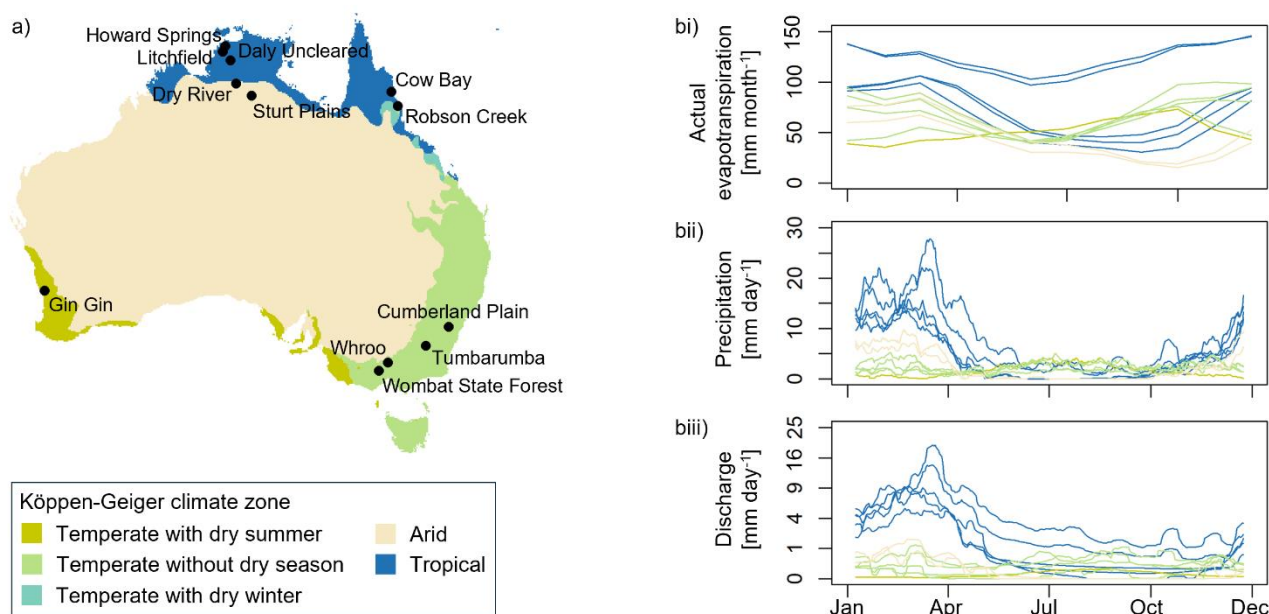 a)
Howard Springs
Litchfield
Daly Uncleared
Dry River
Sturt Plains
Cow Bay
Robson Creek
Gin Gin
Cumberland Plain
Whroo
Tumbarumba
Wombat State Forest
Köppen-Geiger climate zone
Temperate with dry summer
Temperate without dry season
Temperate with dry winter
Arid
Tropical
bi)
Actual
evapotranspiration
[mm month⁻¹]
150
100
50
0
bii)
Precipitation
[mm day⁻¹]
30
20
10
0
biii)
Discharge
[mm day⁻¹]
25
16
9
4
1
0
Jan
Apr
Jul
Oct
Dec